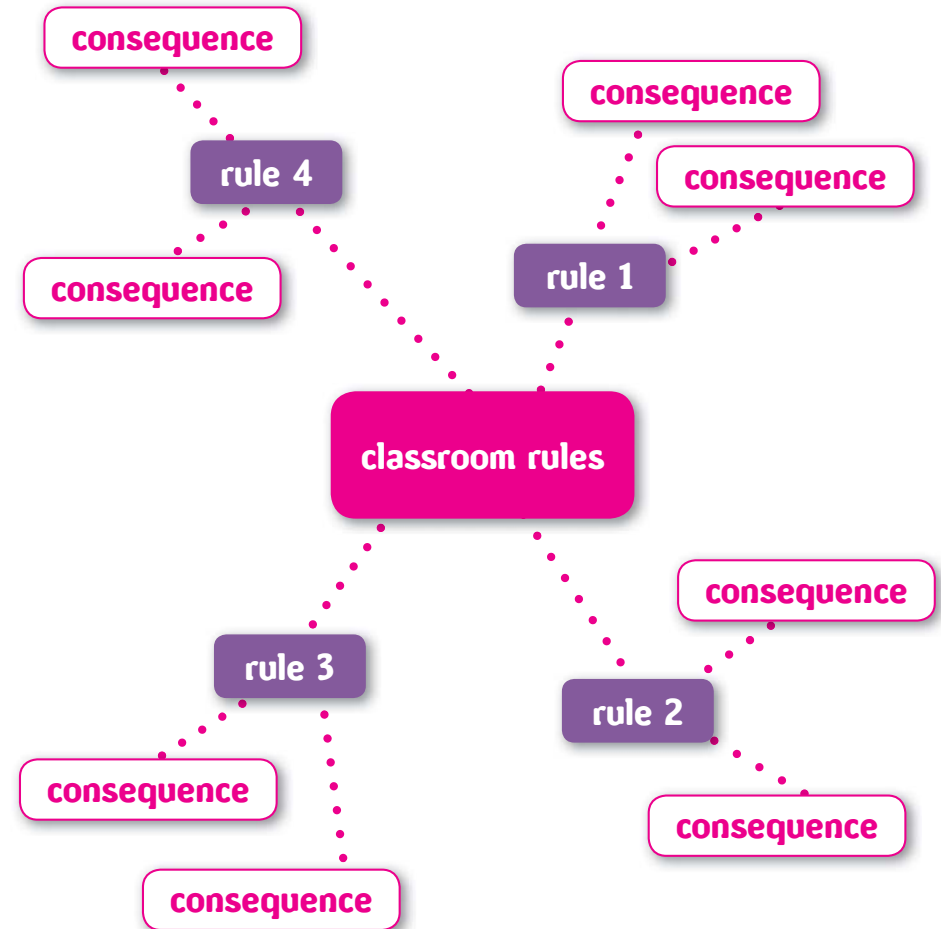 consequence
consequence
rule 4
consequence
rule 1
consequence
classroom rules
consequence
rule 3
rule 2
consequence
consequence
consequence